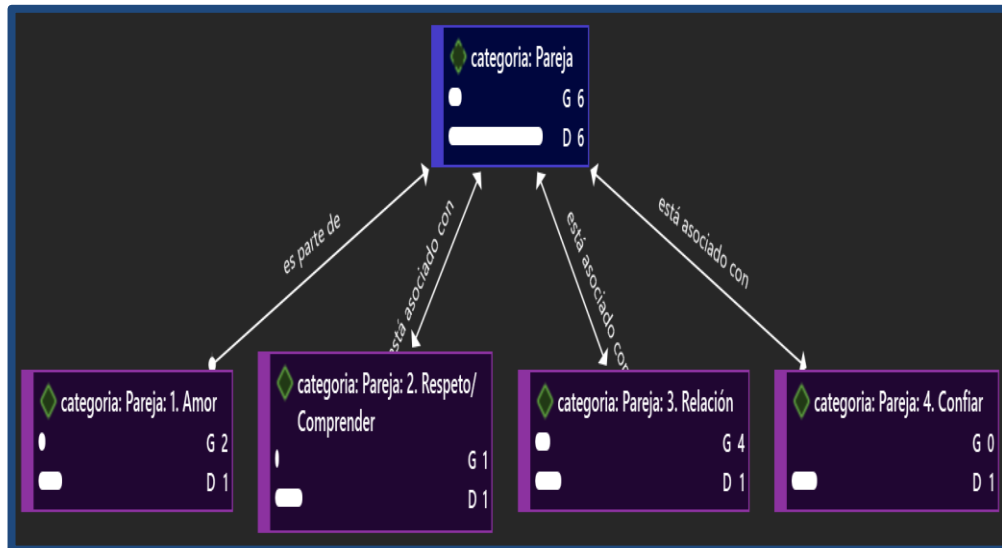 categoria: Pareja
G 6
D 6
es parte de
está asociado con
está asociado con
está asociado con
categoria: Pareja: 1. Amor
G 2
D 1
categoria: Pareja: 2. Respeto/
Comprender
G 1
D 1
categoria: Pareja: 3. Relación
G 4
D 1
categoria: Pareja: 4. Confiar
G 0
D 1